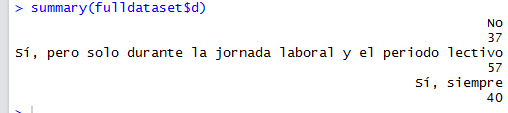 > summary(fulldataset$d)
No
37
Sí, pero solo durante la jornada laboral y el periodo lectivo
57
Sí, siempre
40
>